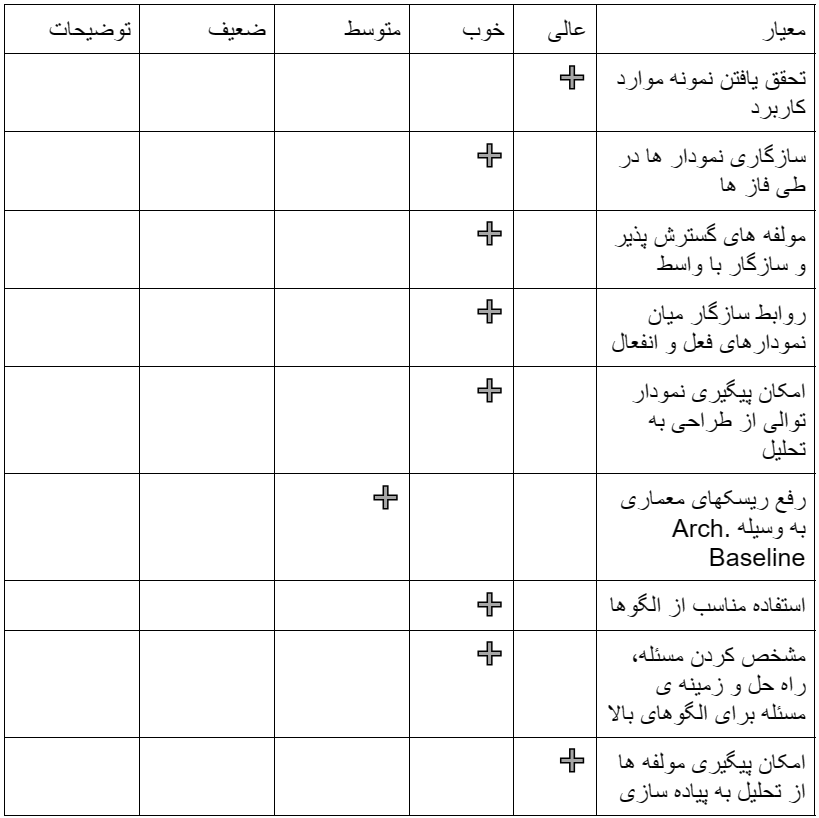 معیار عالی خوب متوسط ضعیف توضیحات
تحقق یافتن نمونه موارد
کاربرد
سازگاری نمودار ها در
طی فاز ها
مولفه های گسترش پذیر
و سازگار با واسط
روابط سازگار میان
نمودارهای فعل و انفعال
امکان پیگیری نمودار
توالی از طراحی به
تحلیل
رفع ریسکهای معماری
به وسیله Arch.
Baseline
استفاده مناسب از الگوها
مشخص کردن مسئله،
راه حل و زمینه ی
مسئله برای الگوهای بالا
امکان پیگیری مولفه ها
از تحلیل به پیاده سازی